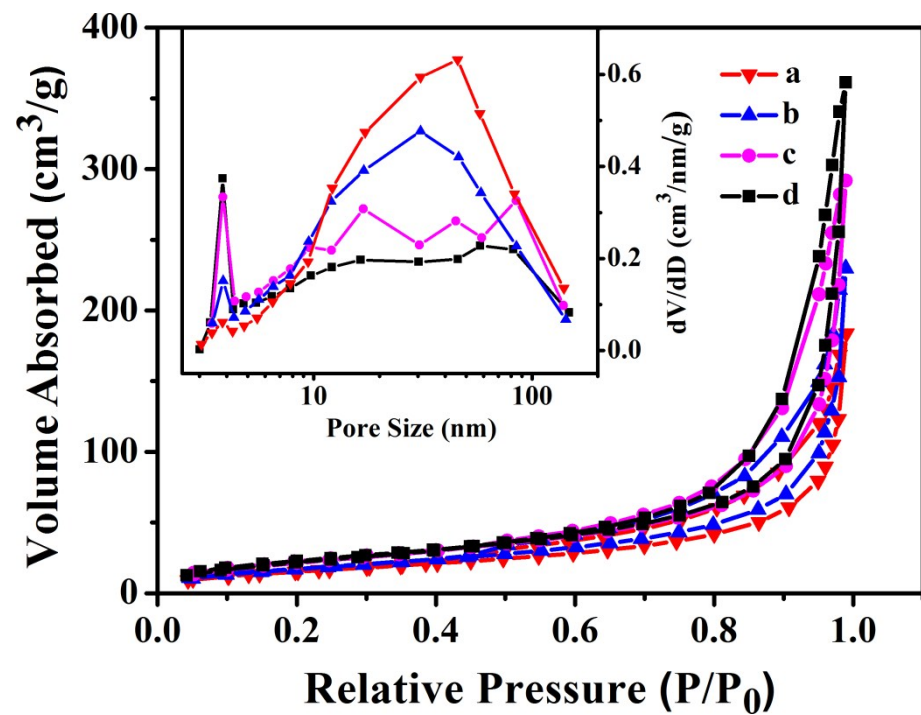 400
300
200
100
0
Volume Absorbed (cm³/g)
0.0 0.2 0.4 0.6 0.8 1.0
Relative Pressure (P/P₀)
0.6
0.4
0.2
0.0
dV/dD (cm³/nm/g)
10 100
Pore Size (nm)
a
b
c
d